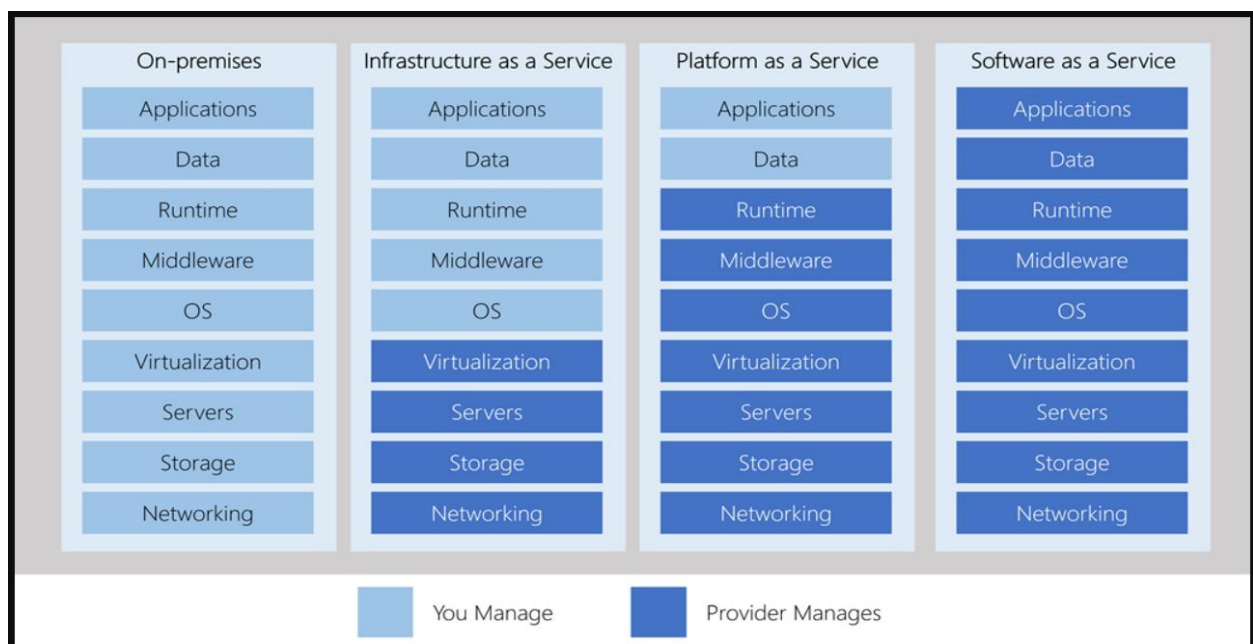 On-premises
Applications
Data
Runtime
Middleware
OS
Virtualization
Servers
Storage
Networking
Infrastructure as a Service
Applications
Data
Runtime
Middleware
OS
Virtualization
Servers
Storage
Networking
Platform as a Service
Applications
Data
Runtime
Middleware
OS
Virtualization
Servers
Storage
Networking
Software as a Service
Applications
Data
Runtime
Middleware
OS
Virtualization
Servers
Storage
Networking
You Manage
Provider Manages